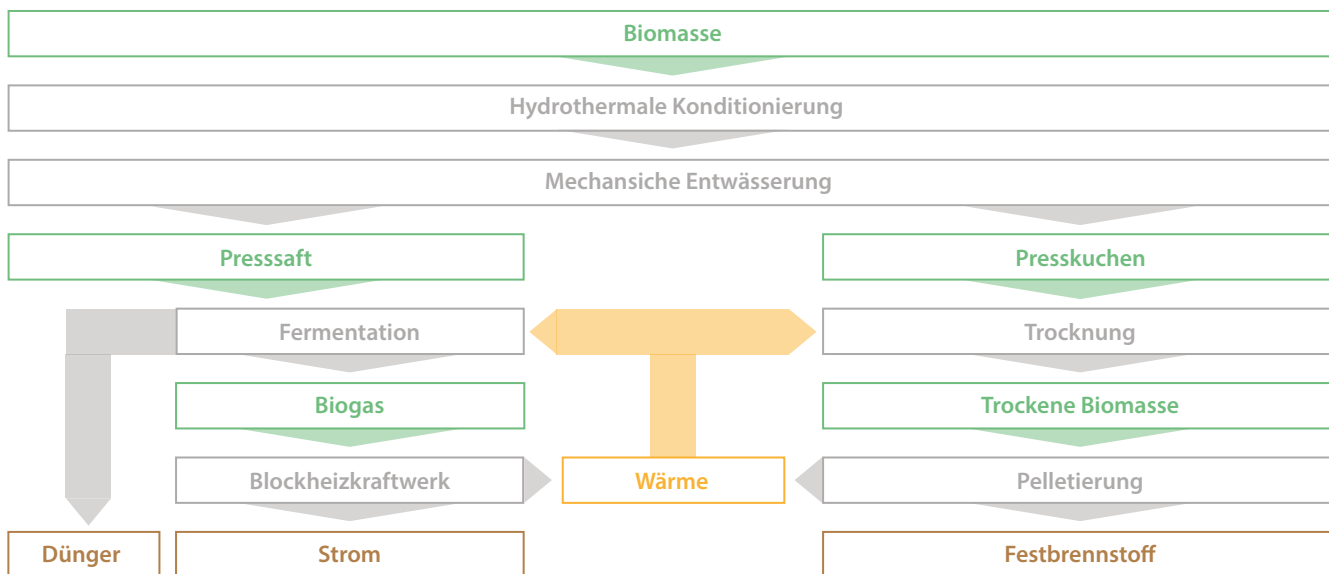 Biomasse
Hydrothermale Konditionierung
Mechansiche Entwässerung
Presssaft
Presskuchen
Fermentation
Trocknung
Biogas
Trockene Biomasse
Blockheizkraftwerk
Wärme
Pelletierung
Dünger
Strom
Festbrennstoff